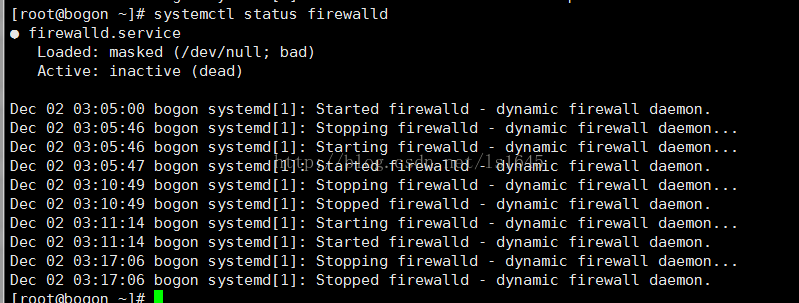 [root@bogon ~]# systemctl status firewalld
● firewalld.service
Loaded: masked (/dev/null; bad)
Active: inactive (dead)
Dec 02 03:05:00 bogon systemd[1]: Started firewalld - dynamic firewall daemon.
Dec 02 03:05:46 bogon systemd[1]: Stopping firewalld - dynamic firewall daemon...
Dec 02 03:05:46 bogon systemd[1]: Starting firewalld - dynamic firewall daemon...
Dec 02 03:05:47 bogon systemd[1]: Started firewalld - dynamic firewall daemon.
http://blog.csdn.net/ls1645
Dec 02 03:10:49 bogon systemd[1]: Stopping firewalld - dynamic firewall daemon...
Dec 02 03:10:49 bogon systemd[1]: Stopped firewalld - dynamic firewall daemon.
Dec 02 03:11:14 bogon systemd[1]: Starting firewalld - dynamic firewall daemon...
Dec 02 03:11:14 bogon systemd[1]: Started firewalld - dynamic firewall daemon.
Dec 02 03:17:06 bogon systemd[1]: Stopping firewalld - dynamic firewall daemon...
Dec 02 03:17:06 bogon systemd[1]: Stopped firewalld - dynamic firewall daemon.
[root@bogon ~]#